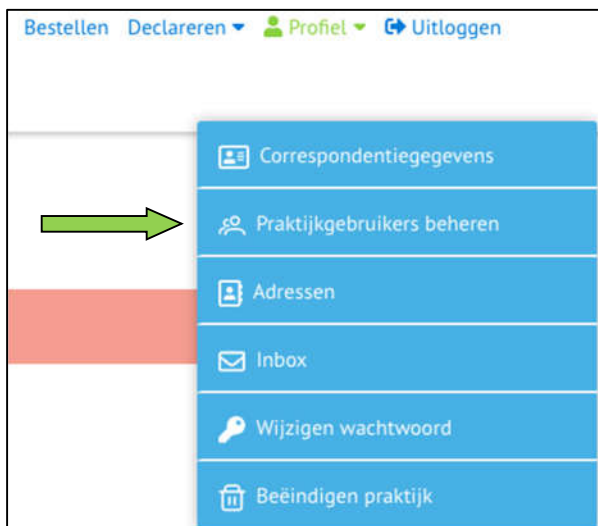 Bestellen Declareren Profiel Uitloggen
Correspondentiegegevens
Praktijkgebruikers beheren
Adressen
Inbox
Wijzigen wachtwoord
Beëindigen praktijk